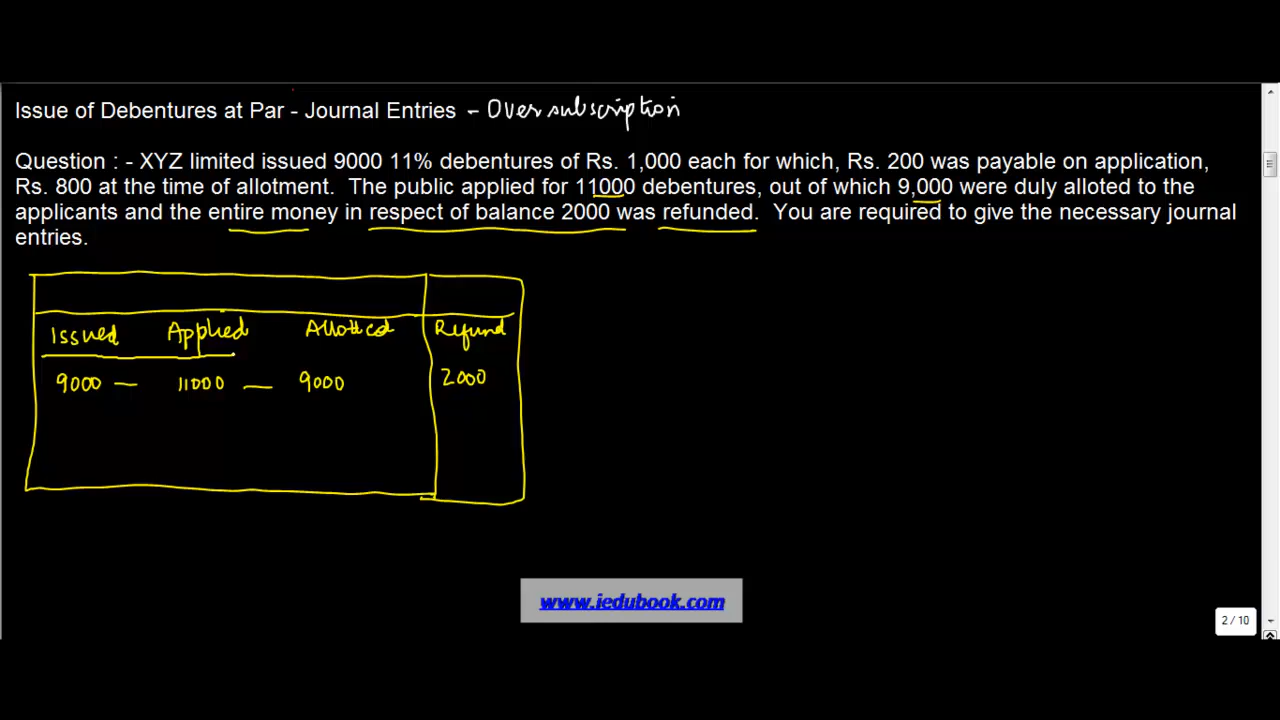 Issue of Debentures at Par - Journal Entries - Over subscription
Question : - XYZ limited issued 9000 11% debentures of Rs. 1,000 each for which, Rs. 200 was payable on application,
Rs. 800 at the time of allotment. The public applied for 11000 debentures, out of which 9,000 were duly alloted to the
applicants and the entire money in respect of balance 2000 was refunded. You are required to give the necessary journal
entries.
Issued Applied Allotted Refund
9000 — 11000 — 9000 2000
www.iedubook.com
2 / 10